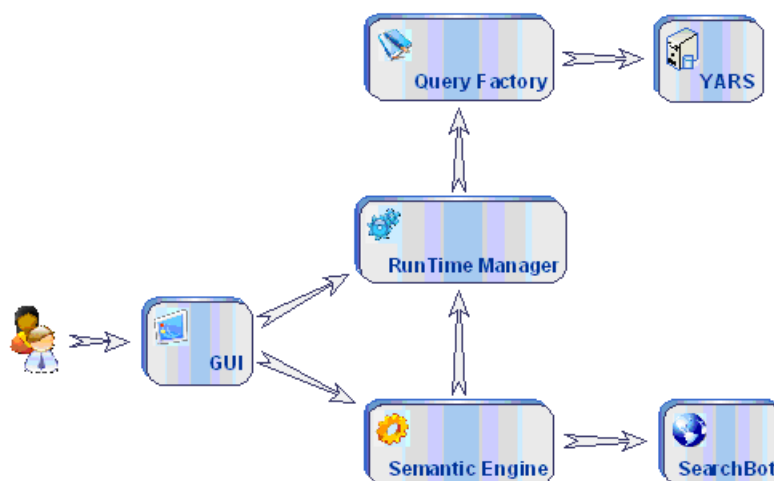 Query Factory
YARS
RunTime Manager
GUI
Semantic Engine
SearchBot